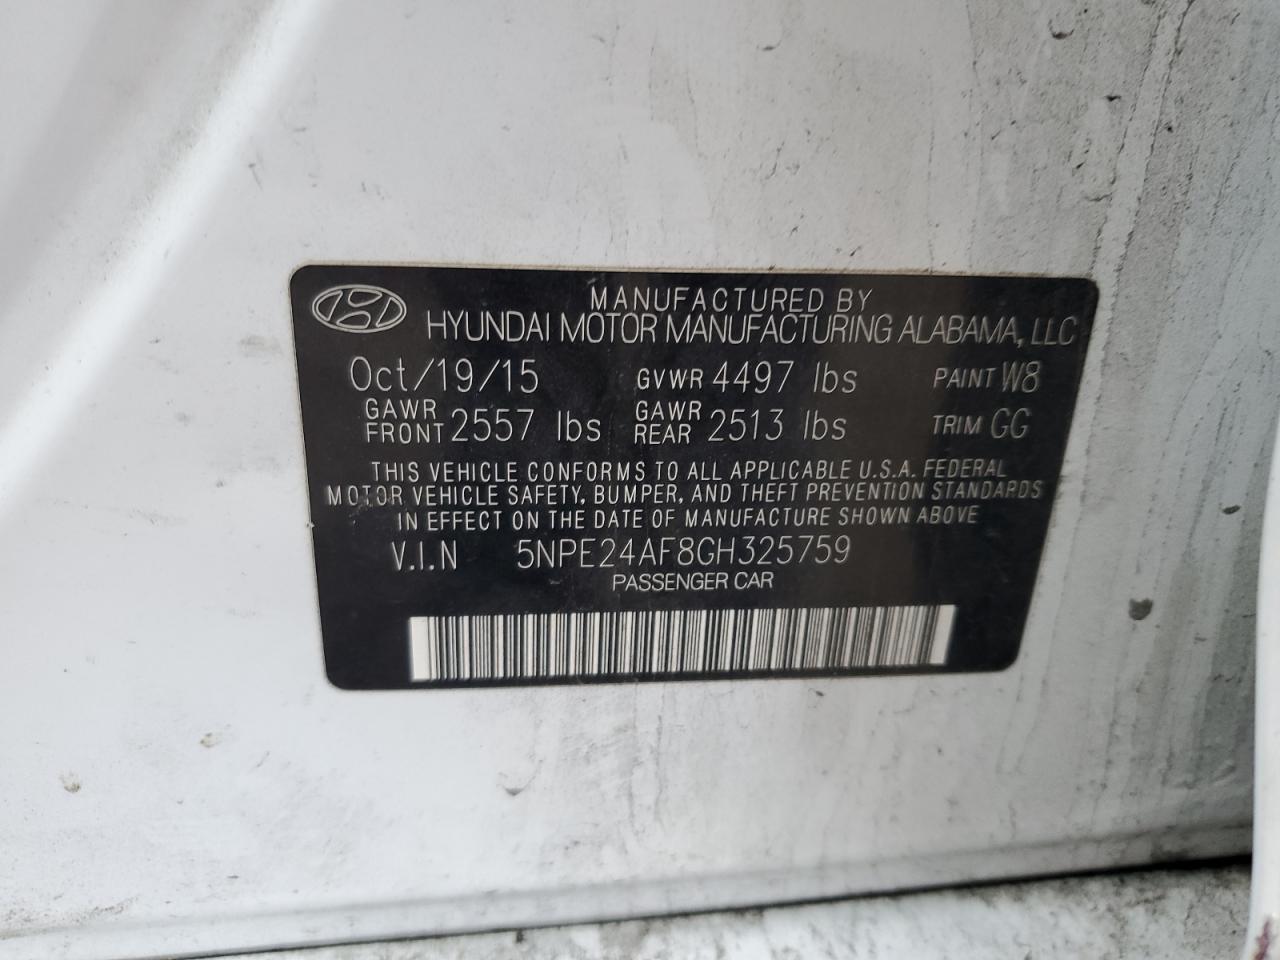 MANUFACTURED BY
HYUNDAI MOTOR MANUFACTURING ALABAMA, LLC
Oct/19/15 GVWR 4497 lbs PAINT W8
GAWR FRONT 2557 lbs GAWR REAR 2513 lbs TRIM GG
THIS VEHICLE CONFORMS TO ALL APPLICABLE U.S.A. FEDERAL
MOTOR VEHICLE SAFETY, BUMPER, AND THEFT PREVENTION STANDARDS
IN EFFECT ON THE DATE OF MANUFACTURE SHOWN ABOVE
V.I.N 5NPE24AF8GH325759
PASSENGER CAR